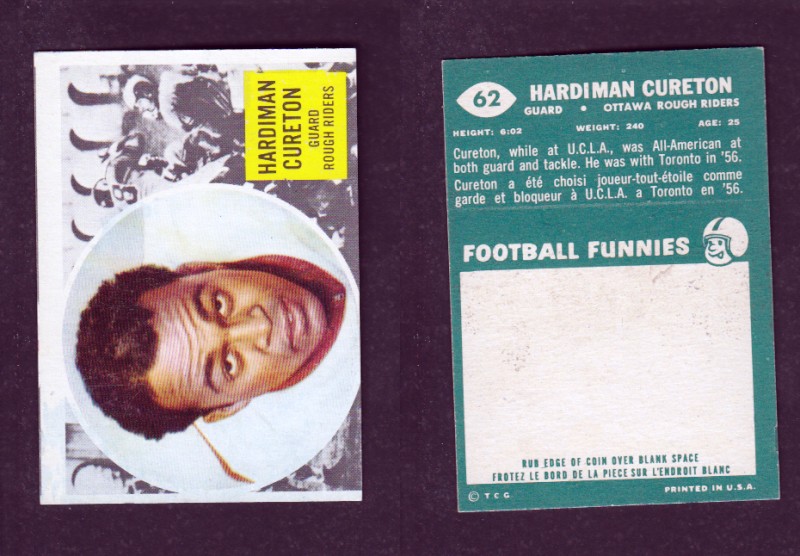 HARDIMAN
CURETON
GUARD
ROUGH RIDERS
62
HARDIMAN CURETON
GUARD • OTTAWA ROUGH RIDERS
HEIGHT: 6:02 WEIGHT: 240 AGE: 25
Cureton, while at U.C.L.A., was All-American at
both guard and tackle. He was with Toronto in '56.
Cureton a été choisi joueur-tout-étoile comme
garde et bloqueur à U.C.L.A. a Toronto en '56.
FOOTBALL FUNNIES
RUB EDGE OF COIN OVER BLANK SPACE
FROTEZ LE BORD DE LA PIECE SUR L'ENDROIT BLANC
© T C G PRINTED IN U.S.A.